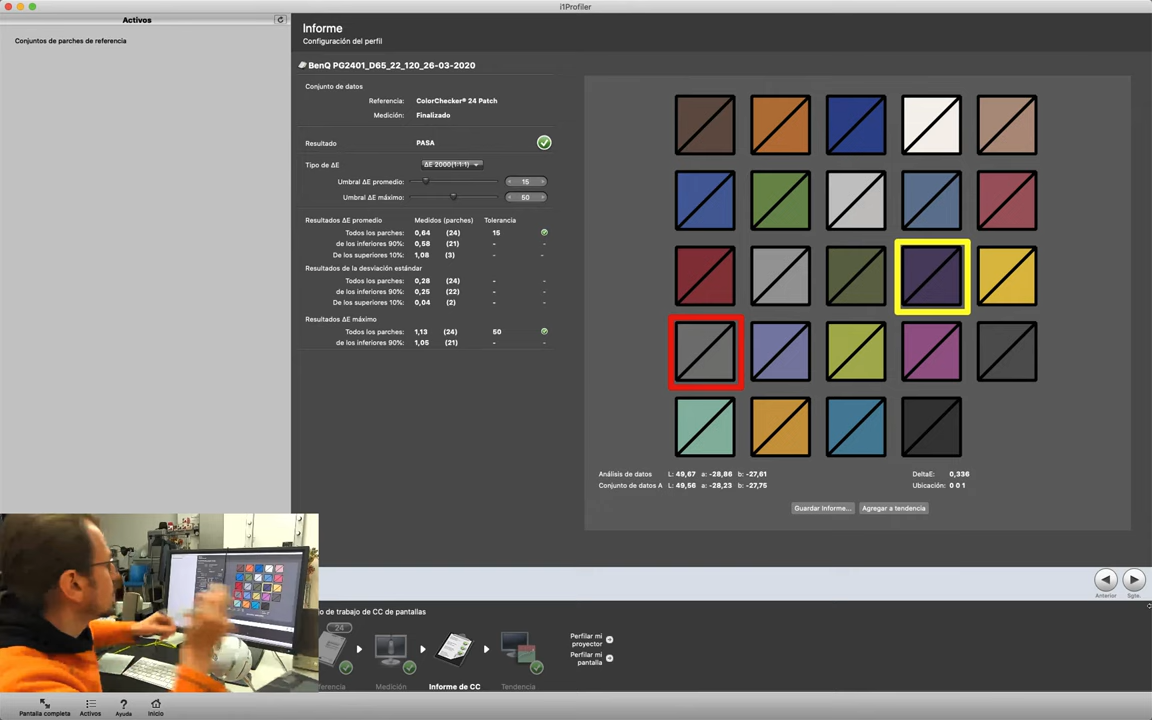 i1Profiler
Activos
Conjuntos de parches de referencia
Informe
Configuración del perfil
BenQ PG2401_D65_22_120_26-03-2020
Conjunto de datos
Referencia: ColorChecker® 24 Patch
Medición: Finalizado
Resultado PASA
Tipo de ΔE ΔE 2000(1:1:1)
Umbral ΔE promedio: 15
Umbral ΔE máximo: 50
Resultados ΔE promedio Medidos (parches) Tolerancia
Todos los parches: 0,64 (24) 15
de los inferiores 90%: 0,58 (21) - -
De los superiores 10%: 1,08 (3) - -
Resultados de la desviación estándar
Todos los parches: 0,28 (24) - -
de los inferiores 90%: 0,25 (22) - -
De los superiores 10%: 0,04 (2) - -
Resultados ΔE máximo
Todos los parches: 1,13 (24) 50
de los inferiores 90%: 1,05 (21) - -
Análisis de datos L: 49,67 a: -28,86 b: -27,61 DeltaE: 0,336
Conjunto de datos A L: 49,56 a: -28,23 b: -27,75 Ubicación: 0 0 1
Guardar Informe... Agregar a tendencia
Anterior Sgte.
jo de trabajo de CC de pantallas
24
Perfilar mi
proyector
Perfilar mi
pantalla
ferencia Medición Informe de CC Tendencia
Pantalla completa Activos Ayuda Inicio